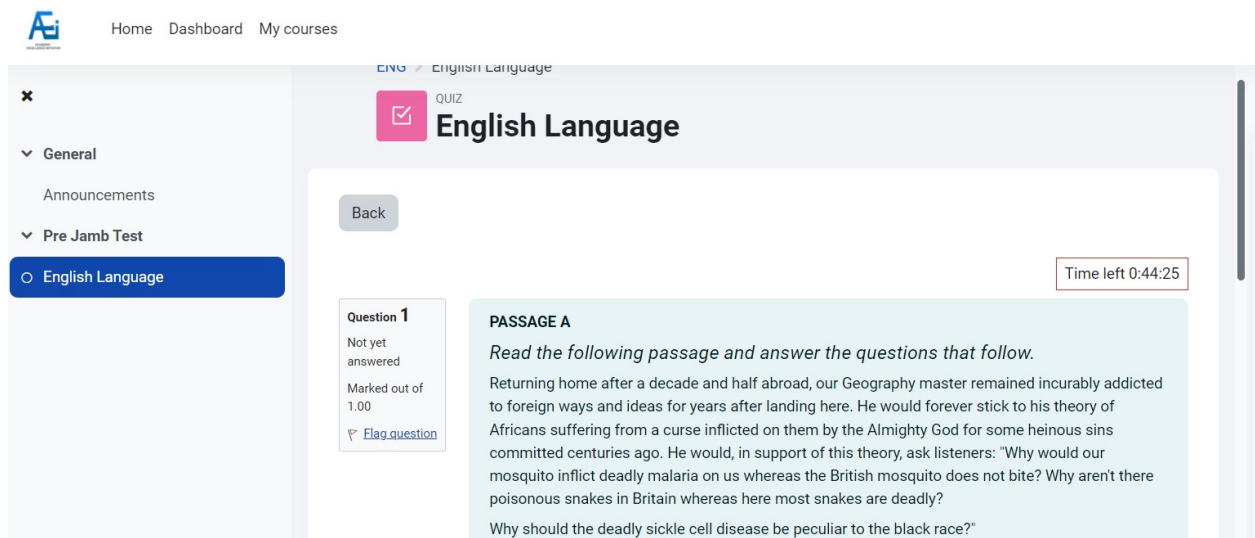 Home Dashboard My courses
ENG / English Language
QUIZ
English Language
General
Announcements
Pre Jamb Test
English Language
Back
Time left 0:44:25
Question 1
Not yet
answered
Marked out of
1.00
Flag question
PASSAGE A
Read the following passage and answer the questions that follow.
Returning home after a decade and half abroad, our Geography master remained incurably addicted
to foreign ways and ideas for years after landing here. He would forever stick to his theory of
Africans suffering from a curse inflicted on them by the Almighty God for some heinous sins
committed centuries ago. He would, in support of this theory, ask listeners: "Why would our
mosquito inflict deadly malaria on us whereas the British mosquito does not bite? Why aren't there
poisonous snakes in Britain whereas here most snakes are deadly?
Why should the deadly sickle cell disease be peculiar to the black race?"